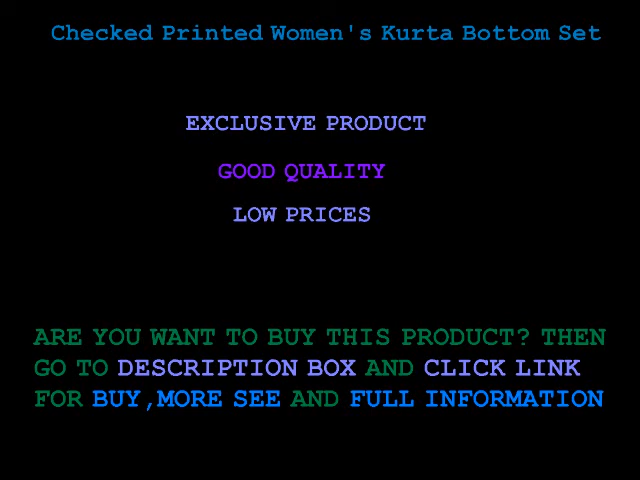 Checked Printed Women's Kurta Bottom Set
EXCLUSIVE PRODUCT
GOOD QUALITY
LOW PRICES
ARE YOU WANT TO BUY THIS PRODUCT? THEN
GO TO DESCRIPTION BOX AND CLICK LINK
FOR BUY,MORE SEE AND FULL INFORMATION